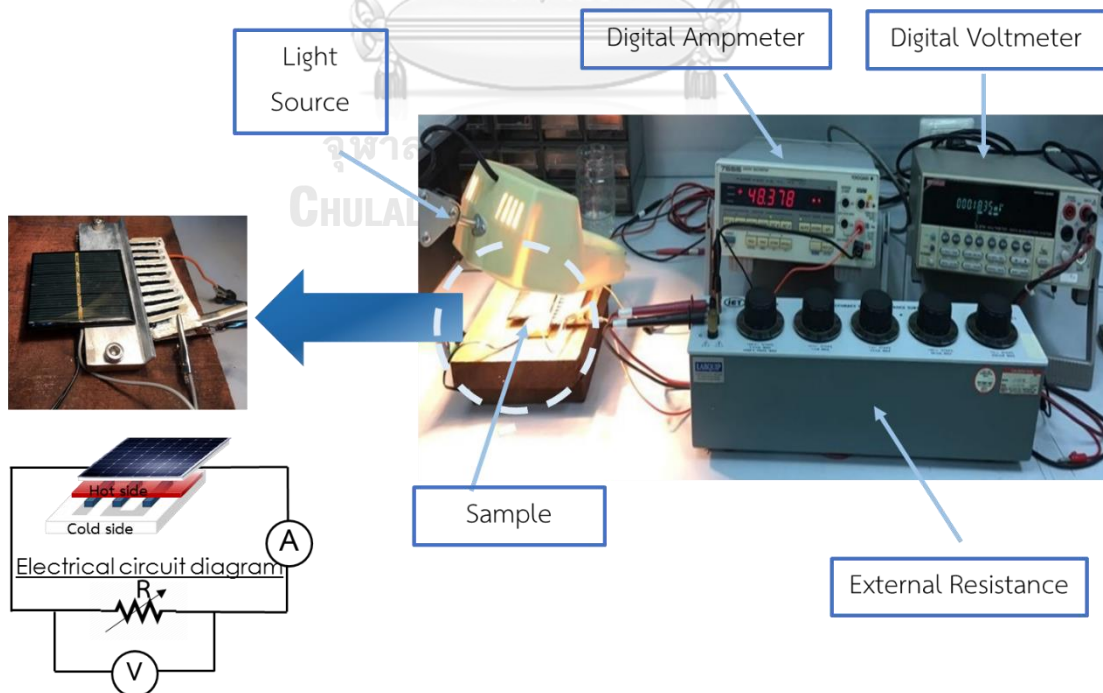 Light
Source
Digital Ampmeter
Digital Voltmeter
จุฬาล
CHULAL
7555
48.378
Sample
External Resistance
Hot side
Cold side
A
Electrical circuit diagram
R
V